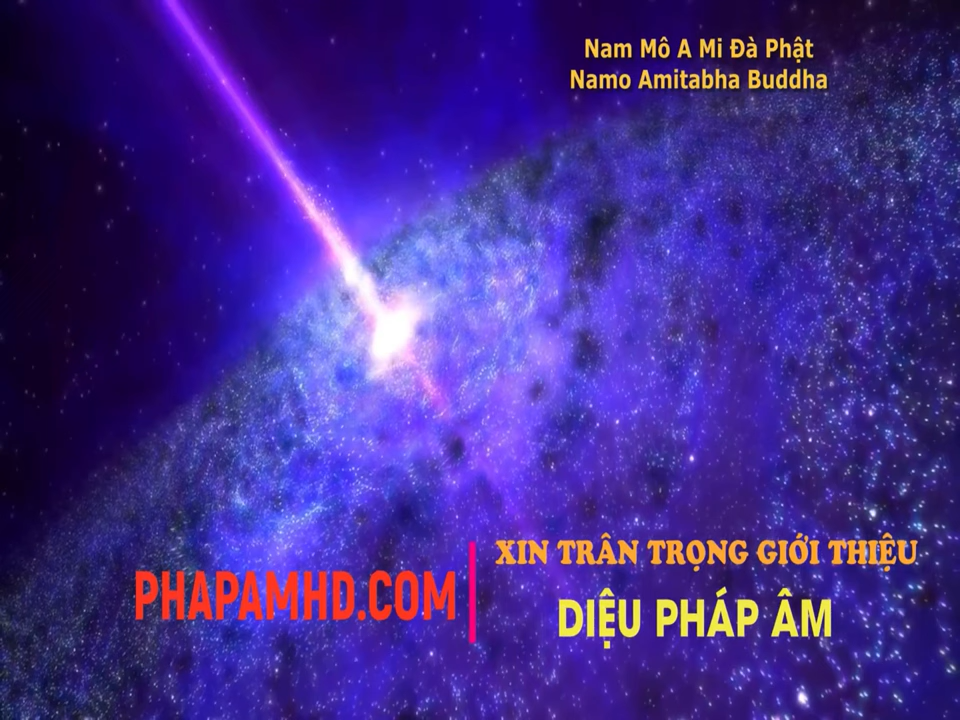 Nam Mô A Mi Đà Phật
Namo Amitabha Buddha
XIN TRÂN TRỌNG GIỚI THIỆU
PHAPAMHD.COM
DIỆU PHÁP ÂM